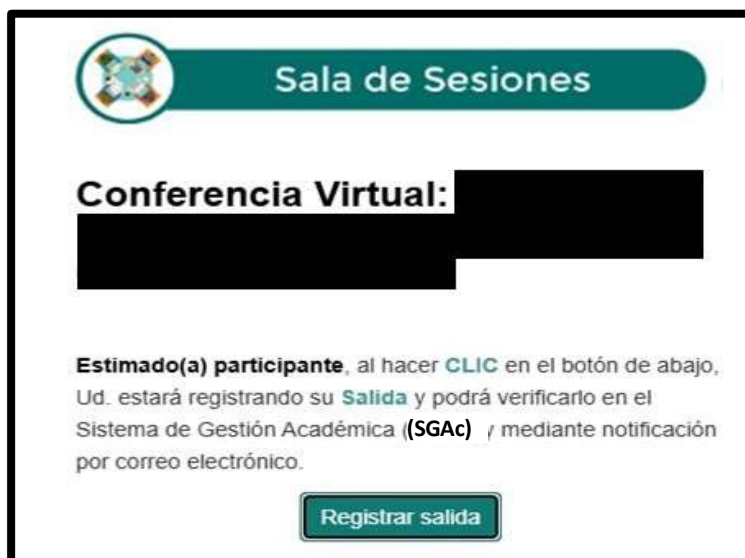 Sala de Sesiones
Conferencia Virtual:
Estimado(a) participante, al hacer CLIC en el botón de abajo,
Ud. estará registrando su Salida y podrá verificarlo en el
Sistema de Gestión Académica ((SGAc) y mediante notificación
por correo electrónico.
Registrar salida